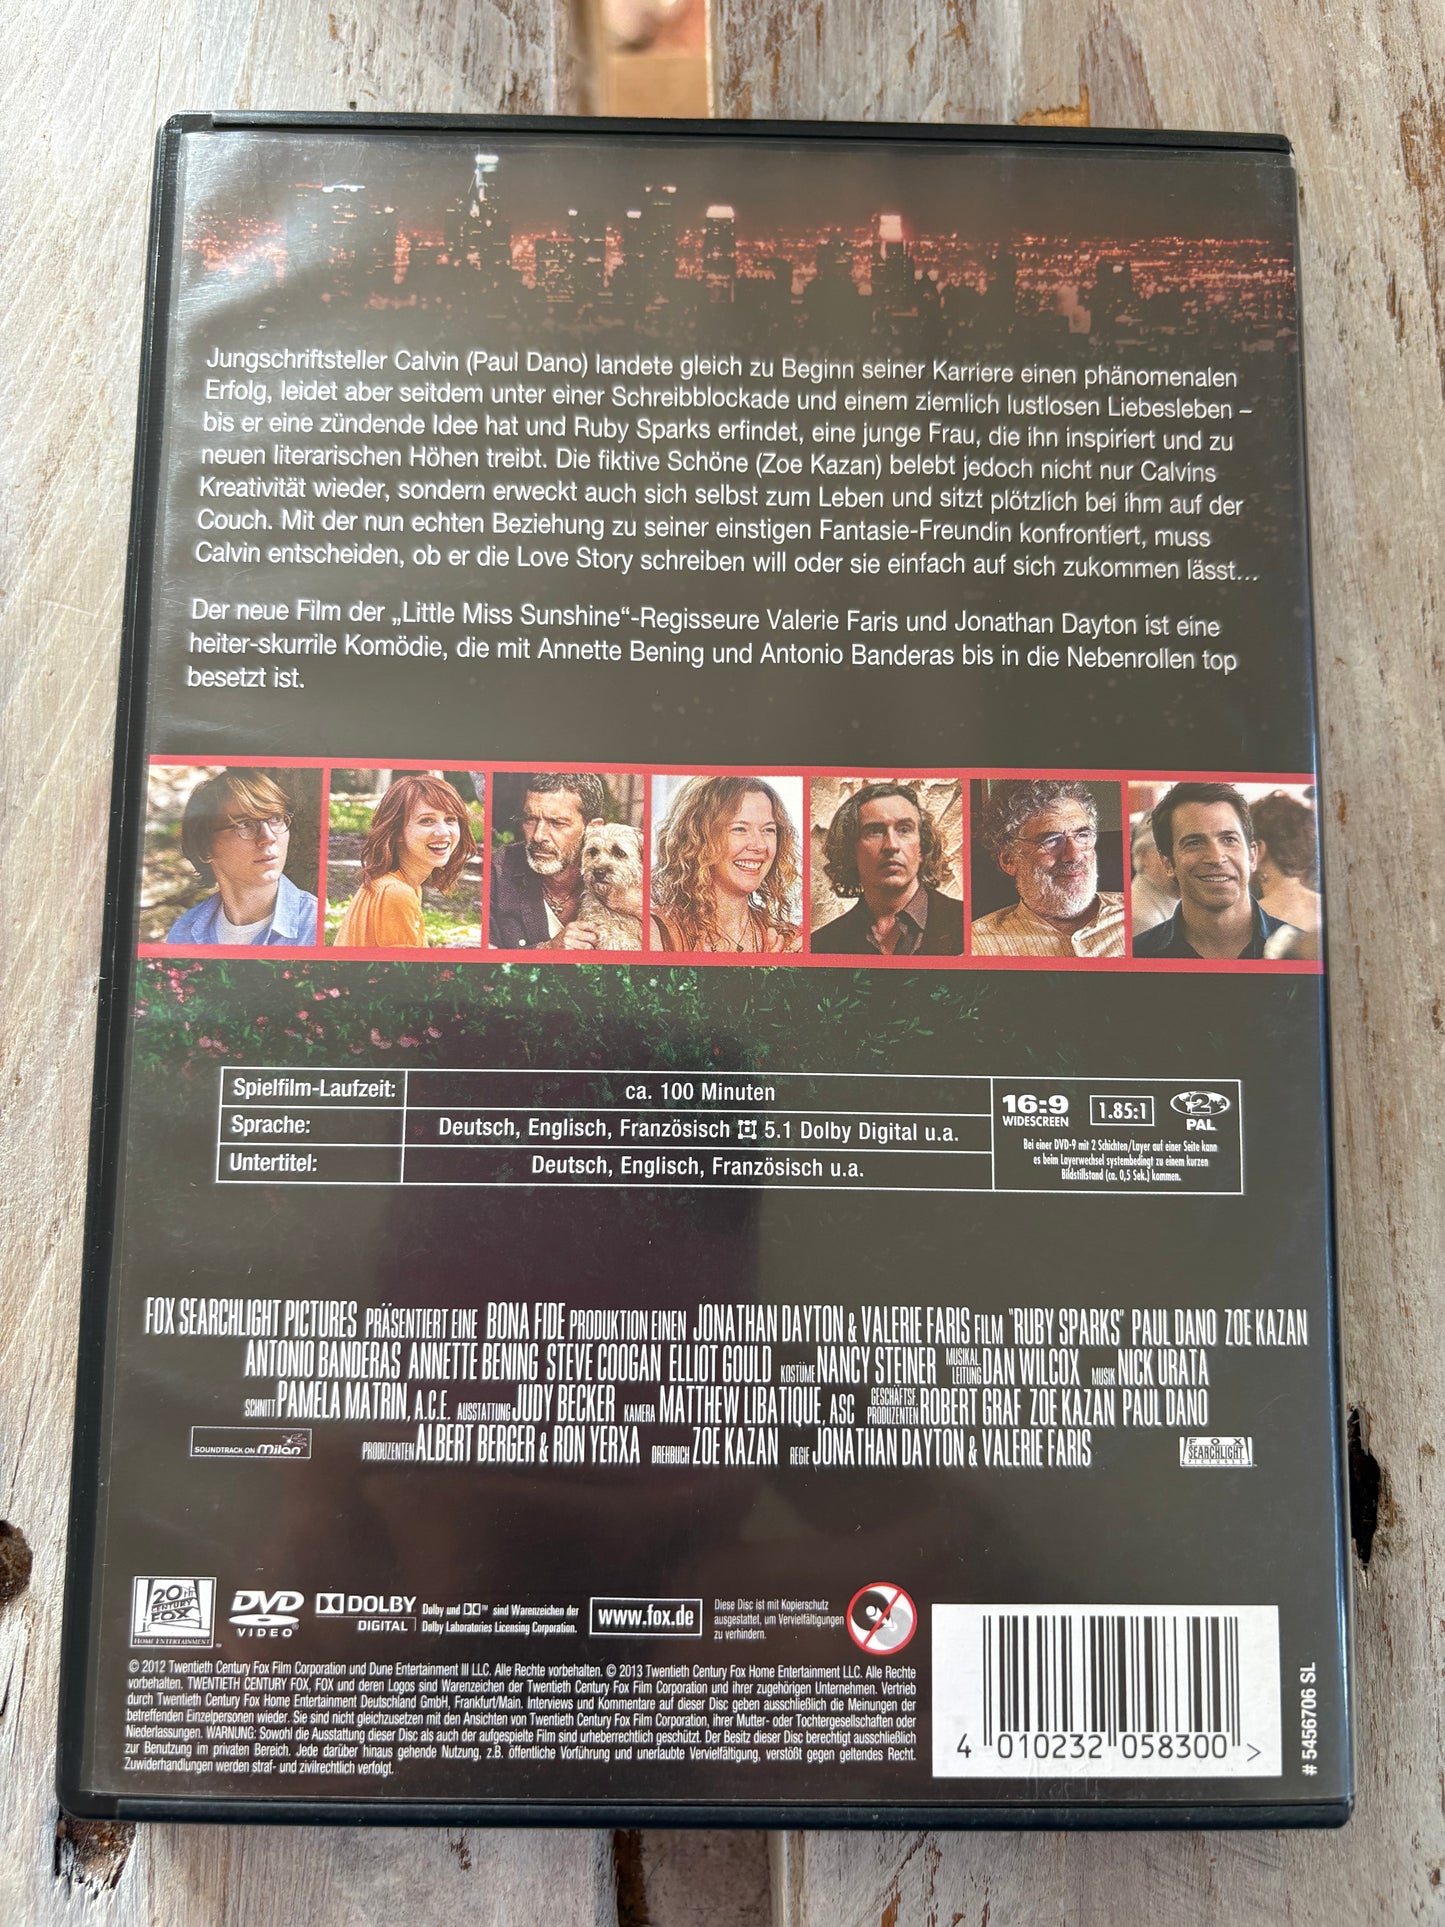 Jungschriftsteller Calvin (Paul Dano) landete gleich zu Beginn seiner Karriere einen phänomenalen
Erfolg, leidet aber seitdem unter einer Schreibblockade und einem ziemlich lustlosen Liebesleben –
bis er eine zündende Idee hat und Ruby Sparks erfindet, eine junge Frau, die ihn inspiriert und zu
neuen literarischen Höhen treibt. Die fiktive Schöne (Zoe Kazan) belebt jedoch nicht nur Calvins
Kreativität wieder, sondern erweckt auch sich selbst zum Leben und sitzt plötzlich bei ihm auf der
Couch. Mit der nun echten Beziehung zu seiner einstigen Fantasie-Freundin konfrontiert, muss
Calvin entscheiden, ob er die Love Story schreiben will oder sie einfach auf sich zukommen lässt...
Der neue Film der „Little Miss Sunshine“-Regisseure Valerie Faris und Jonathan Dayton ist eine
heiter-skurrile Komödie, die mit Annette Bening und Antonio Banderas bis in die Nebenrollen top
besetzt ist.
Spielfilm-Laufzeit: ca. 100 Minuten
Sprache: Deutsch, Englisch, Französisch 5.1 Dolby Digital u.a.
Untertitel: Deutsch, Englisch, Französisch u.a.
16:9 WIDESCREEN 1.85:1 2 PAL
Bei einer DVD-9 mit 2 Schichten/Layer auf einer Seite kann
es beim Layerwechsel systembedingt zu einem kurzen
Bildstillstand (ca. 0,5 Sek.) kommen.
FOX SEARCHLIGHT PICTURES PRÄSENTIERT EINE BONA FIDE PRODUKTION EINEN JONATHAN DAYTON & VALERIE FARIS FILM "RUBY SPARKS" PAUL DANO ZOE KAZAN
ANTONIO BANDERAS ANNETTE BENING STEVE COOGAN ELLIOT GOULD KOSTÜME NANCY STEINER MUSIKAL. LEITUNG DAN WILCOX MUSIK NICK URATA
SCHNITT PAMELA MATRIN, A.C.E. AUSSTATTUNG JUDY BECKER KAMERA MATTHEW LIBATIQUE, ASC GESCHÄFTSF. PRODUZENTEN ROBERT GRAF ZOE KAZAN PAUL DANO
SOUNDTRACK ON milan PRODUZENTEN ALBERT BERGER & RON YERXA DREHBUCH ZOE KAZAN REGIE JONATHAN DAYTON & VALERIE FARIS FOX SEARCHLIGHT PICTURES
20th CENTURY FOX HOME ENTERTAINMENT
DVD VIDEO
DOLBY DIGITAL
Dolby und DD™ sind Warenzeichen der
Dolby Laboratories Licensing Corporation.
www.fox.de
Diese Disc ist mit Kopierschutz
ausgestattet, um Vervielfältigungen
zu verhindern.
© 2012 Twentieth Century Fox Film Corporation und Dune Entertainment III LLC. Alle Rechte vorbehalten. © 2013 Twentieth Century Fox Home Entertainment LLC. Alle Rechte
vorbehalten. TWENTIETH CENTURY FOX, FOX und deren Logos sind Warenzeichen der Twentieth Century Fox Film Corporation und ihrer zugehörigen Unternehmen. Vertrieb
durch Twentieth Century Fox Home Entertainment Deutschland GmbH, Frankfurt/Main. Interviews und Kommentare auf dieser Disc geben ausschließlich die Meinungen der
betreffenden Einzelpersonen wieder. Sie sind nicht gleichzusetzen mit den Ansichten von Twentieth Century Fox Film Corporation, ihrer Mutter- oder Tochtergesellschaften oder
Niederlassungen. WARNUNG: Sowohl die Ausstattung dieser Disc als auch der aufgespielte Film sind urheberrechtlich geschützt. Der Besitz dieser Disc berechtigt ausschließlich
zur Benutzung im privaten Bereich. Jede darüber hinaus gehende Nutzung, z.B. öffentliche Vorführung und unerlaubte Vervielfältigung, verstößt gegen geltendes Recht.
Zuwiderhandlungen werden straf- und zivilrechtlich verfolgt.
4 010232 058300 >
# 5456706 SL